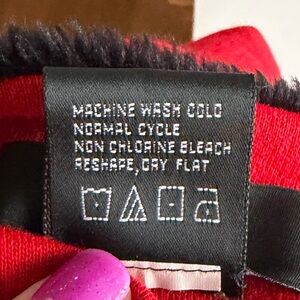 MACHINE WASH COLD
NORMAL CYCLE
NON CHLORINE BLEACH
RESHAPE, DRY FLAT